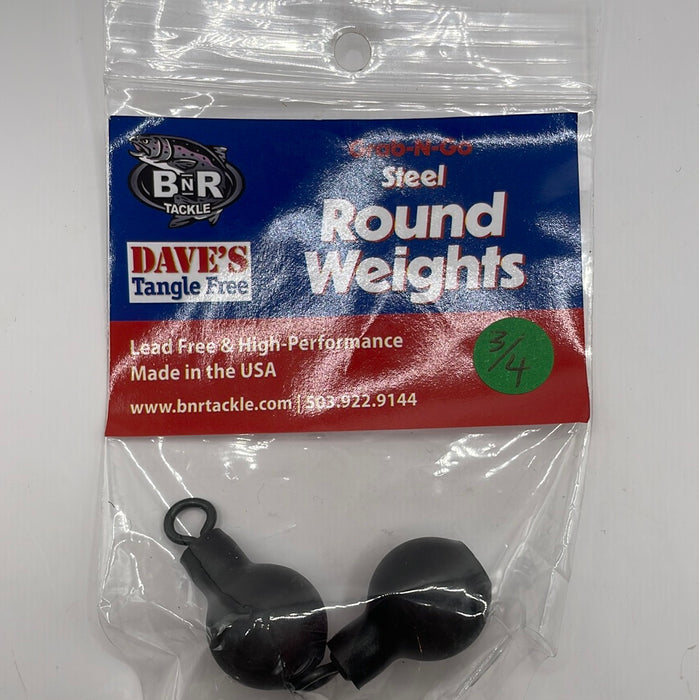 BNR
TACKLE
DAVE'S
Tangle Free
Grab-N-Go
Steel
Round
Weights
Lead Free & High-Performance
Made in the USA
www.bnrtackle.com | 503.922.9144
3/4